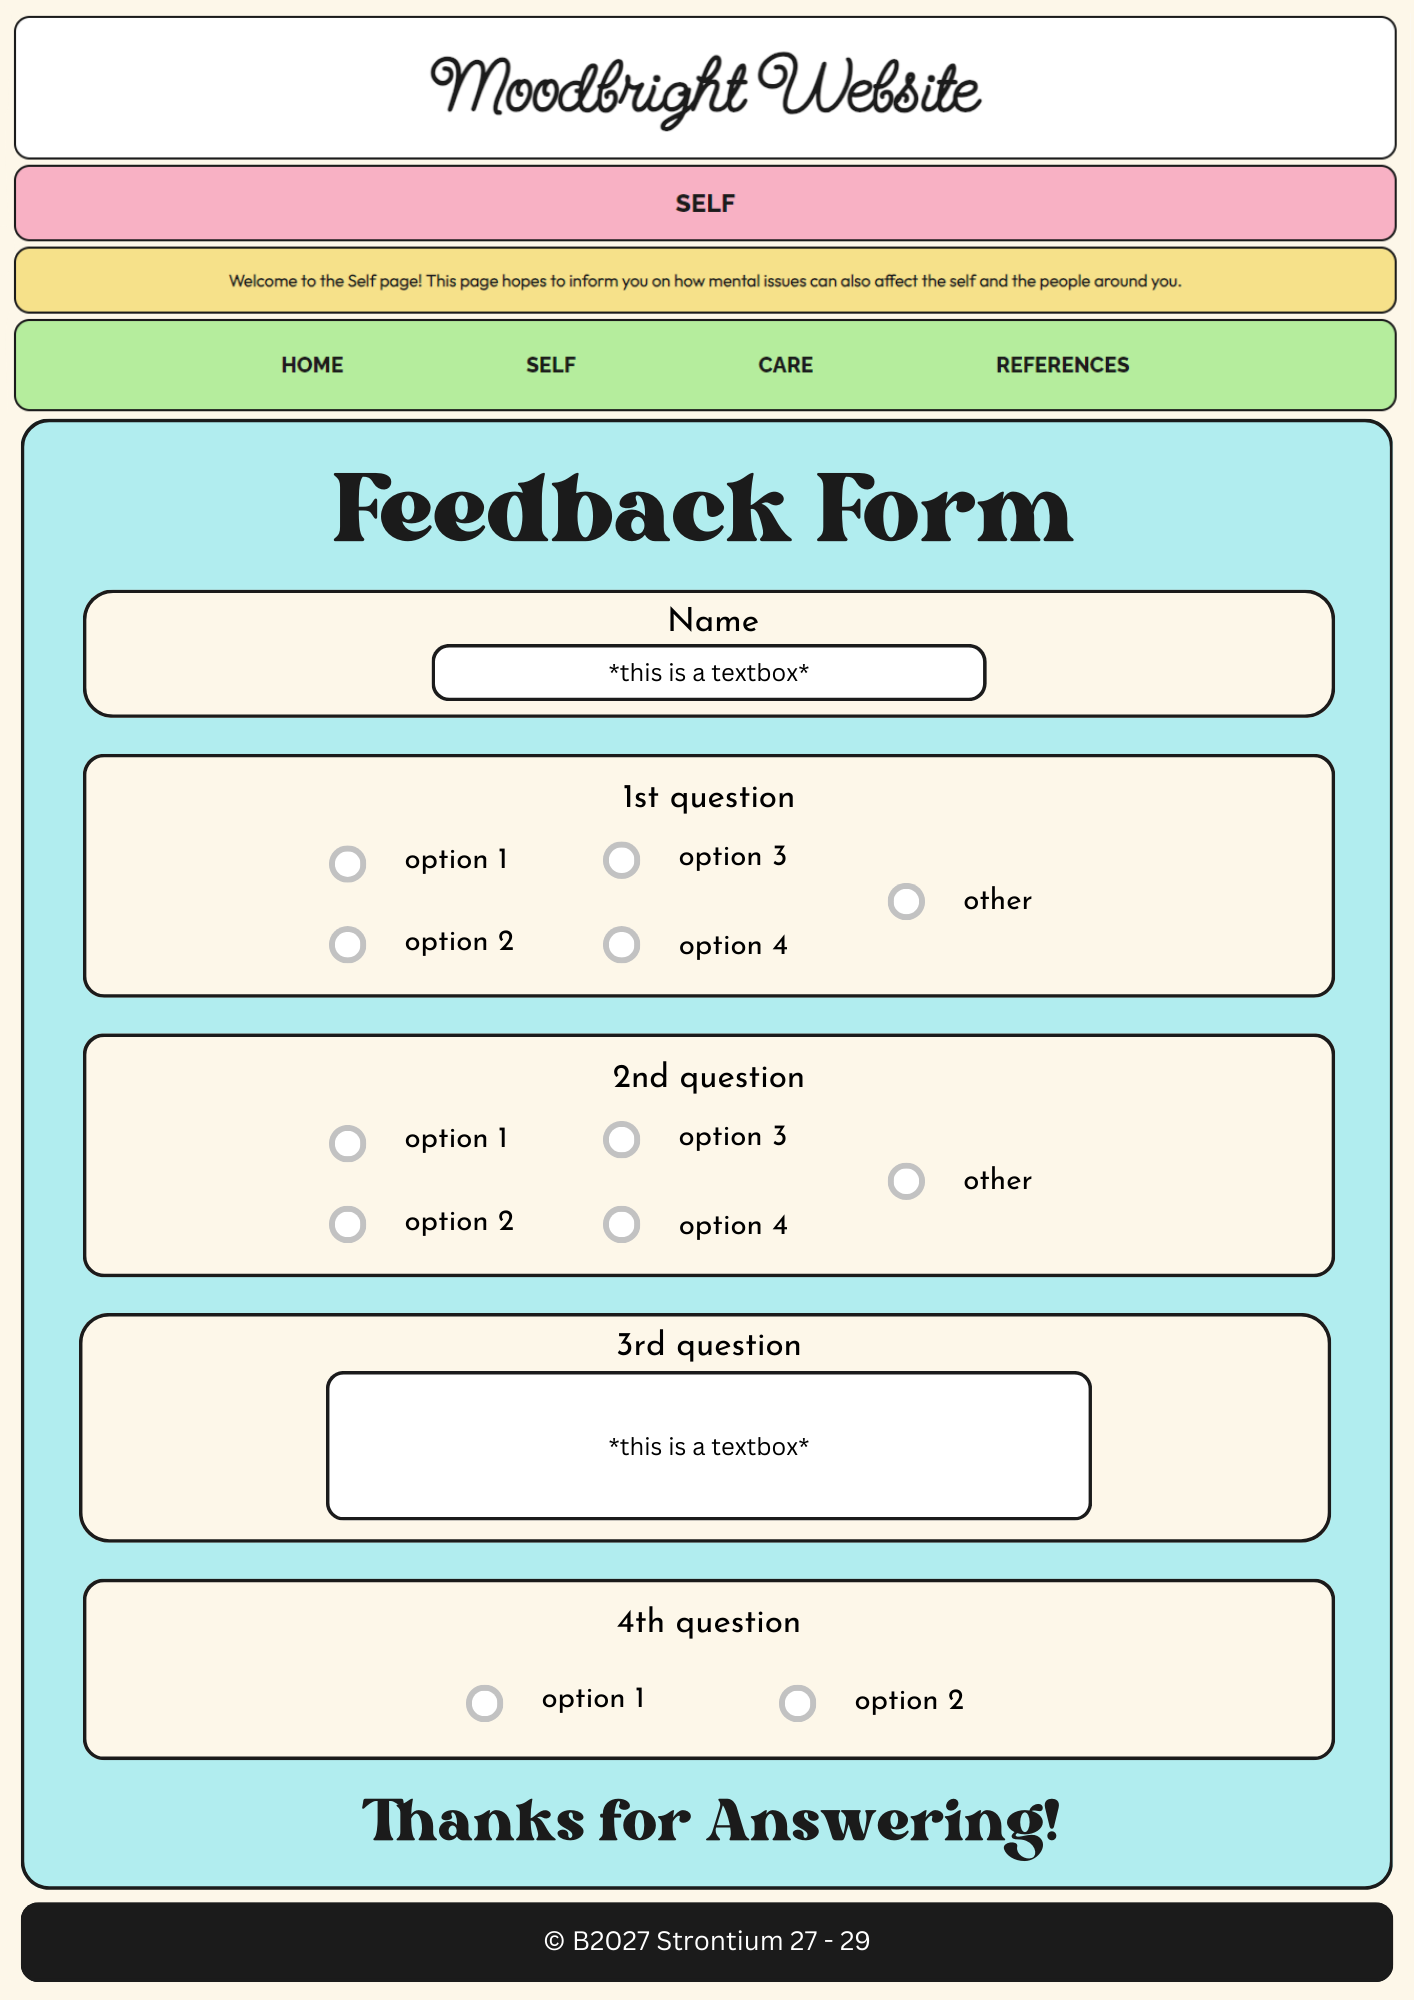 Moodbright Website
SELF
Welcome to the Self page! This page hopes to inform you on how mental issues can also affect the self and the people around you.
HOME SELF CARE REFERENCES
Feedback Form
Name
*this is a textbox*
1st question
option 1 option 3
other
option 2 option 4
2nd question
option 1 option 3
other
option 2 option 4
3rd question
*this is a textbox*
4th question
option 1 option 2
Thanks for Answering!
© B2027 Strontium 27 - 29